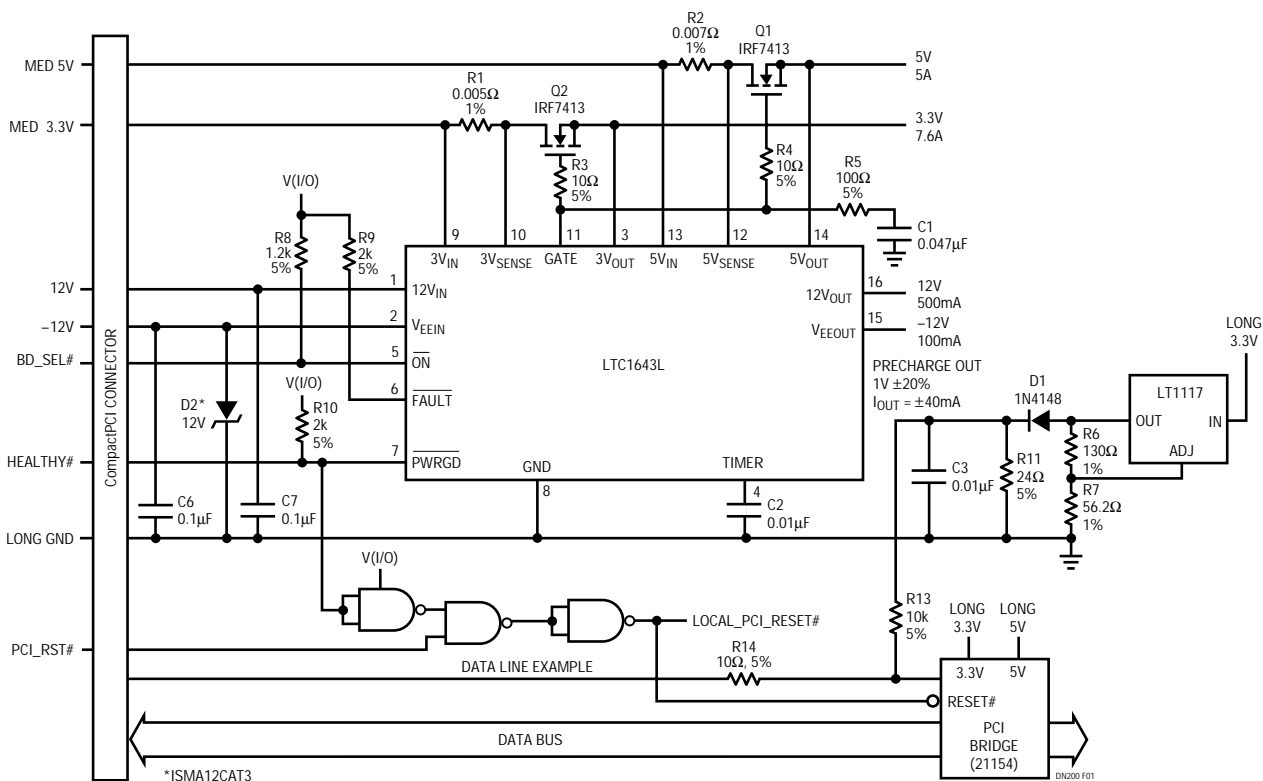 R2
0.007Ω
1%
Q1
IRF7413
MED 5V
5V
5A
R1
0.005Ω
1%
Q2
IRF7413
MED 3.3V
3.3V
7.6A
R3
10Ω
5%
R4
10Ω
5%
R5
100Ω
5%
V(I/O)
C1
0.047µF
R8
1.2k
5%
R9
2k
5%
9
10
11
3
13
12
14
3VIN
3VSENSE
GATE
3VOUT
5VIN
5VSENSE
5VOUT
12V
1
12VIN
12VOUT
16
12V
500mA
–12V
2
VEEIN
VEEOUT
15
–12V
100mA
LONG
3.3V
BD_SEL#
5
ON
LTC1643L
CompactPCI CONNECTOR
V(I/O)
6
FAULT
PRECHARGE OUT
1V ±20%
IOUT = ±40mA
D1
1N4148
LT1117
OUT
IN
ADJ
D2*
12V
R10
2k
5%
R6
130Ω
1%
HEALTHY#
7
PWRGD
GND
TIMER
8
4
C3
0.01µF
R11
24Ω
5%
R7
56.2Ω
1%
C6
0.1µF
C7
0.1µF
C2
0.01µF
LONG GND
V(I/O)
LOCAL_PCI_RESET#
R13
10k
5%
LONG
3.3V
LONG
5V
PCI_RST#
DATA LINE EXAMPLE
R14
10Ω, 5%
3.3V
5V
RESET#
PCI
BRIDGE
(21154)
DATA BUS
*ISMA12CAT3
DN200 F01